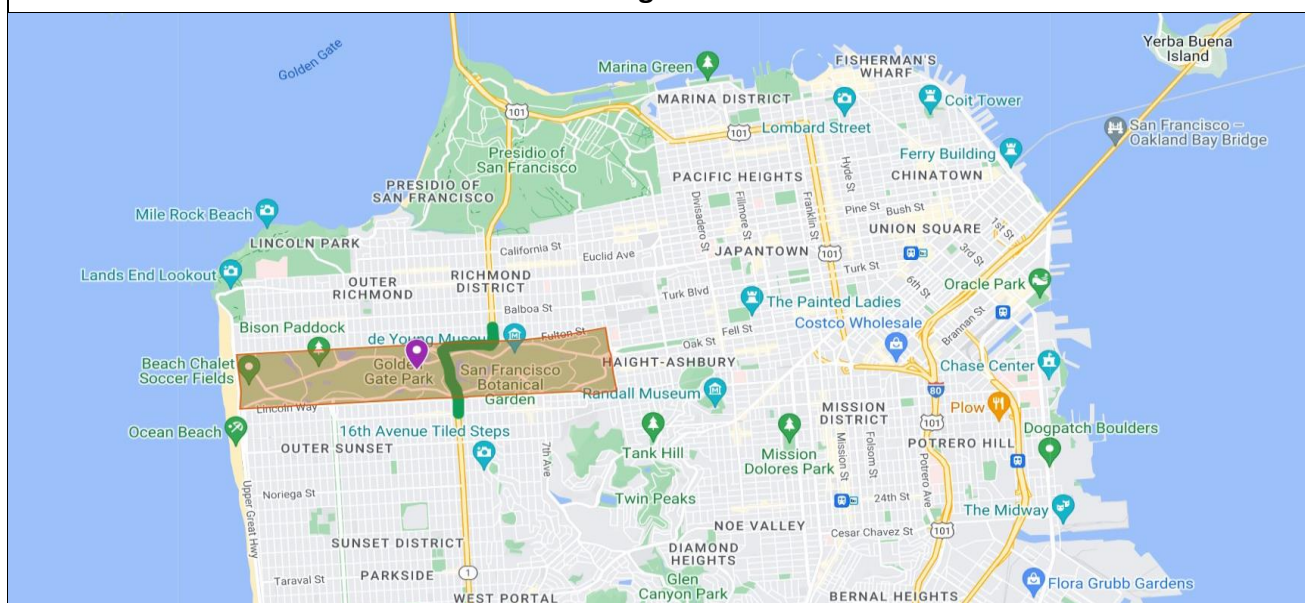 Yerba Buena
Island
Golden Gate
FISHERMAN'S
WHARF
Marina Green
MARINA DISTRICT
101
Lombard Street
Coit Tower
101
San Francisco –
Oakland Bay Bridge
Presidio of
San Francisco
Ferry Building
CHINATOWN
PRESIDIO OF
SAN FRANCISCO
PACIFIC HEIGHTS
Hyde St
Divisadero St
Fillmore St
Franklin St
Pine St
Bush St
Mile Rock Beach
LINCOLN PARK
California St
Euclid Ave
JAPANTOWN
UNION SQUARE
1st St
3rd St
101
Turk St
6th St
Lands End Lookout
OUTER
RICHMOND
RICHMOND
DISTRICT
Turk Blvd
Oracle Park
Balboa St
The Painted Ladies
Bison Paddock
de Young Museu
Fulton St
Fell St
Oak St
Costco Wholesale
Brannan St
Beach Chalet
Soccer Fields
Golde
Gate Park
San Francisco
Botanical
Garden
HAIGHT-ASHBURY
Chase Center
80
Lincoln Way
Randall Museum
Plow
Ocean Beach
16th Avenue Tiled Steps
MISSION
DISTRICT
101
Dogpatch Boulders
OUTER SUNSET
7th Ave
Tank Hill
Mission
Dolores Park
Mission St
Folsom St
Potrero Ave
POTRERO HILL
Upper Great Hwy
Noriega St
Twin Peaks
24th St
The Midway
NOE VALLEY
Cesar Chavez St
101
SUNSET DISTRICT
DIAMOND
HEIGHTS
Taraval St
PARKSIDE
1
Glen
Canyon Park
Flora Grubb Gardens
WEST PORTAL
BERNAL HEIGHTS